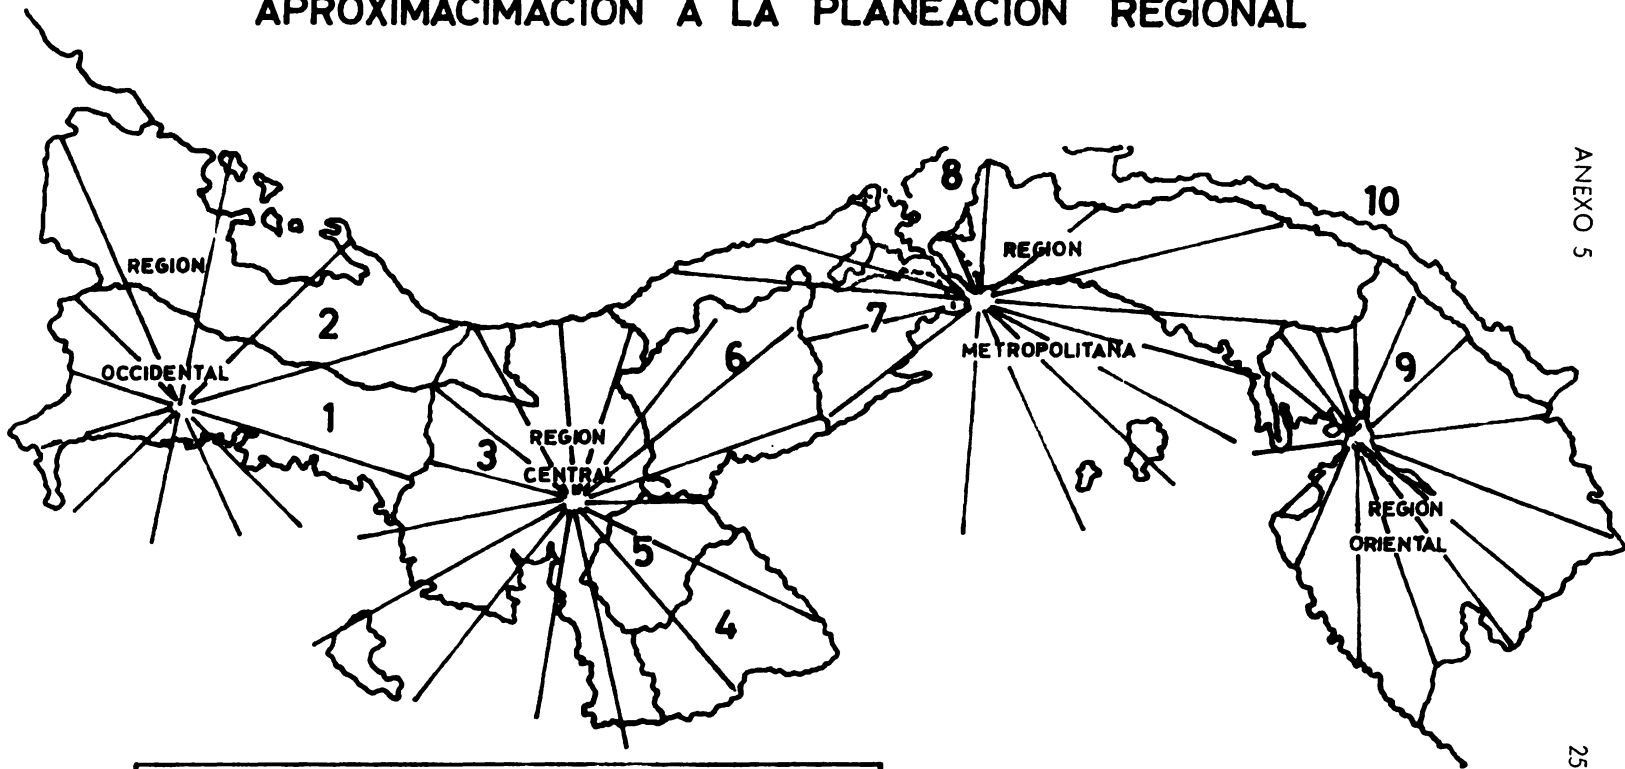 APROXIMACIMACION A LA PLANEACION REGIONAL
ANEXO 5
8
10
REGION
REGION
2
7
METROPOLITANA
6
9
OCCIDENTAL
1
REGION
3
CENTRAL
REGION
ORIENTAL
5
4
25